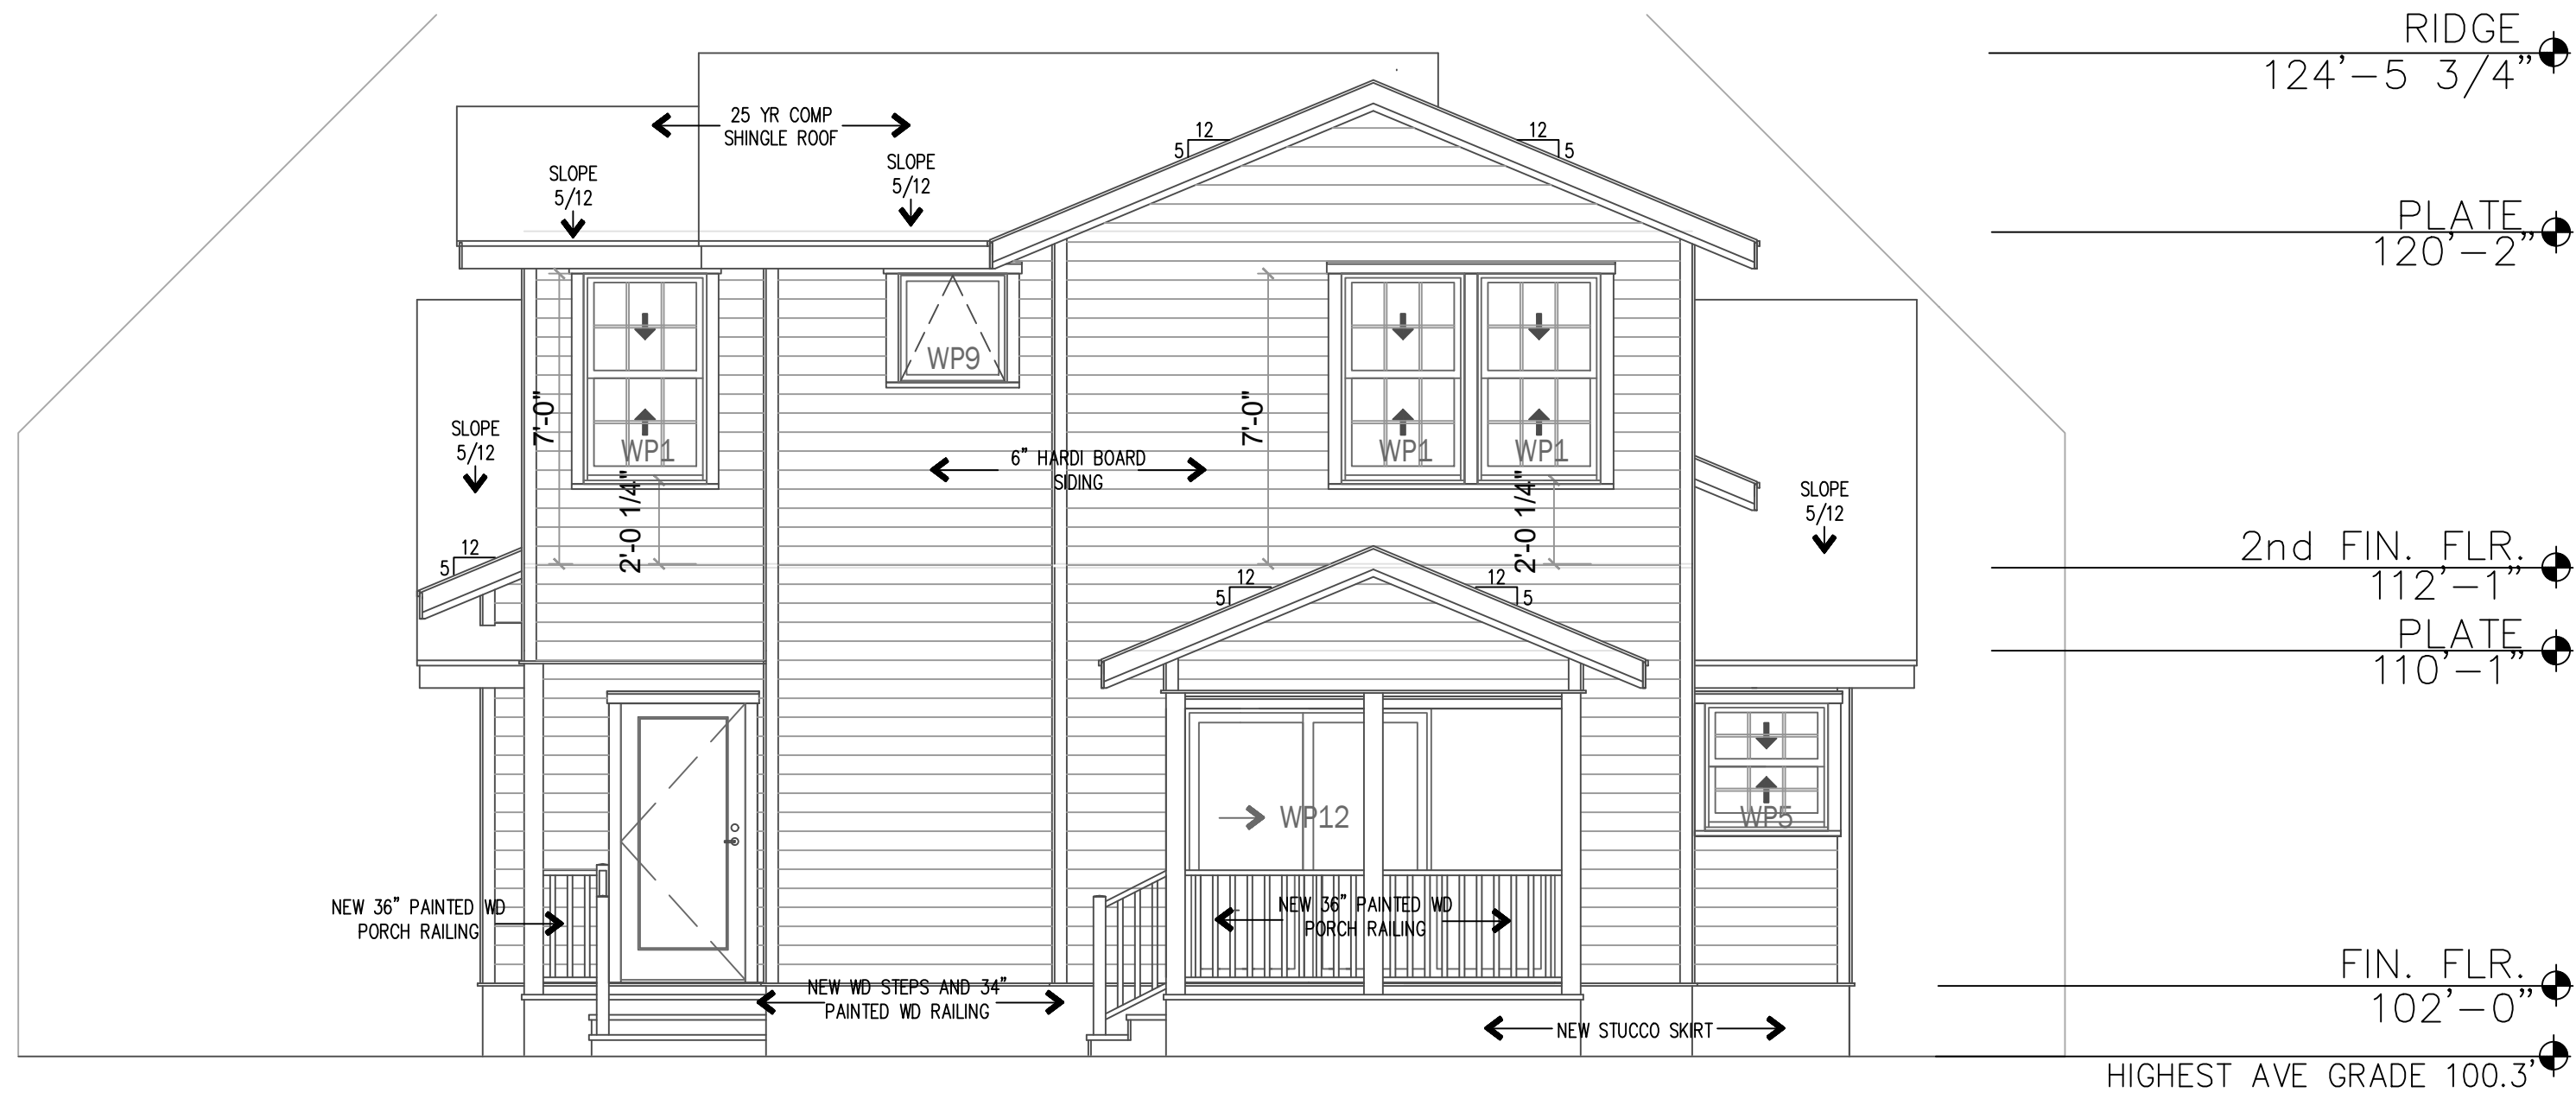 RIDGE
124'-5 3/4"
25 YR COMP
SHINGLE ROOF
12
5
12
5
SLOPE
5/12
SLOPE
5/12
PLATE
120'-2"
WP9
7'-0"
7'-0"
SLOPE
5/12
WP1
WP1
WP1
6" HARDI BOARD
SIDING
2'-0 1/4"
2'-0 1/4"
SLOPE
5/12
12
5
12
5
12
5
2nd FIN. FLR.
112'-1"
PLATE
110'-1"
WP12
WP5
NEW 36" PAINTED WD
PORCH RAILING
NEW 36" PAINTED WD
PORCH RAILING
NEW WD STEPS AND 34"
PAINTED WD RAILING
NEW STUCCO SKIRT
FIN. FLR.
102'-0"
HIGHEST AVE GRADE 100.3'